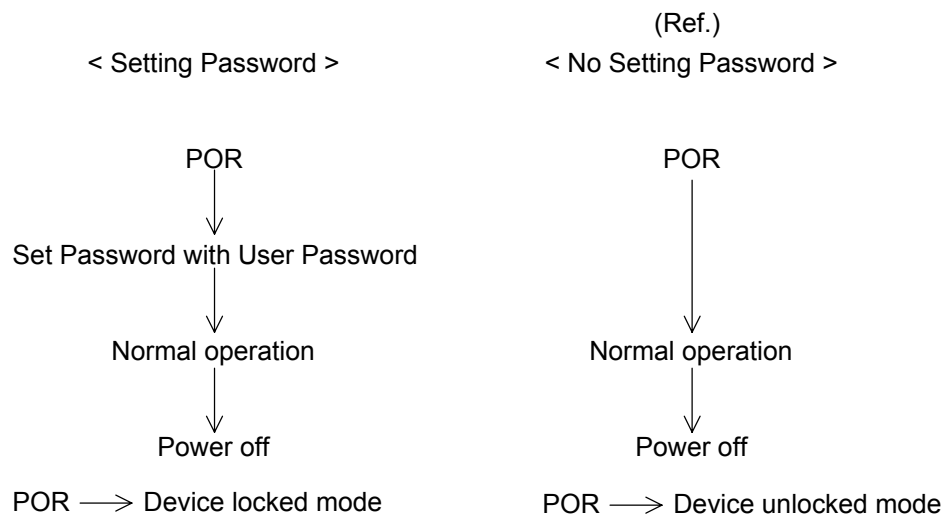 < Setting Password >
POR
Set Password with User Password
Normal operation
Power off
POR → Device locked mode
(Ref.)
< No Setting Password >
POR
Normal operation
Power off
POR → Device unlocked mode